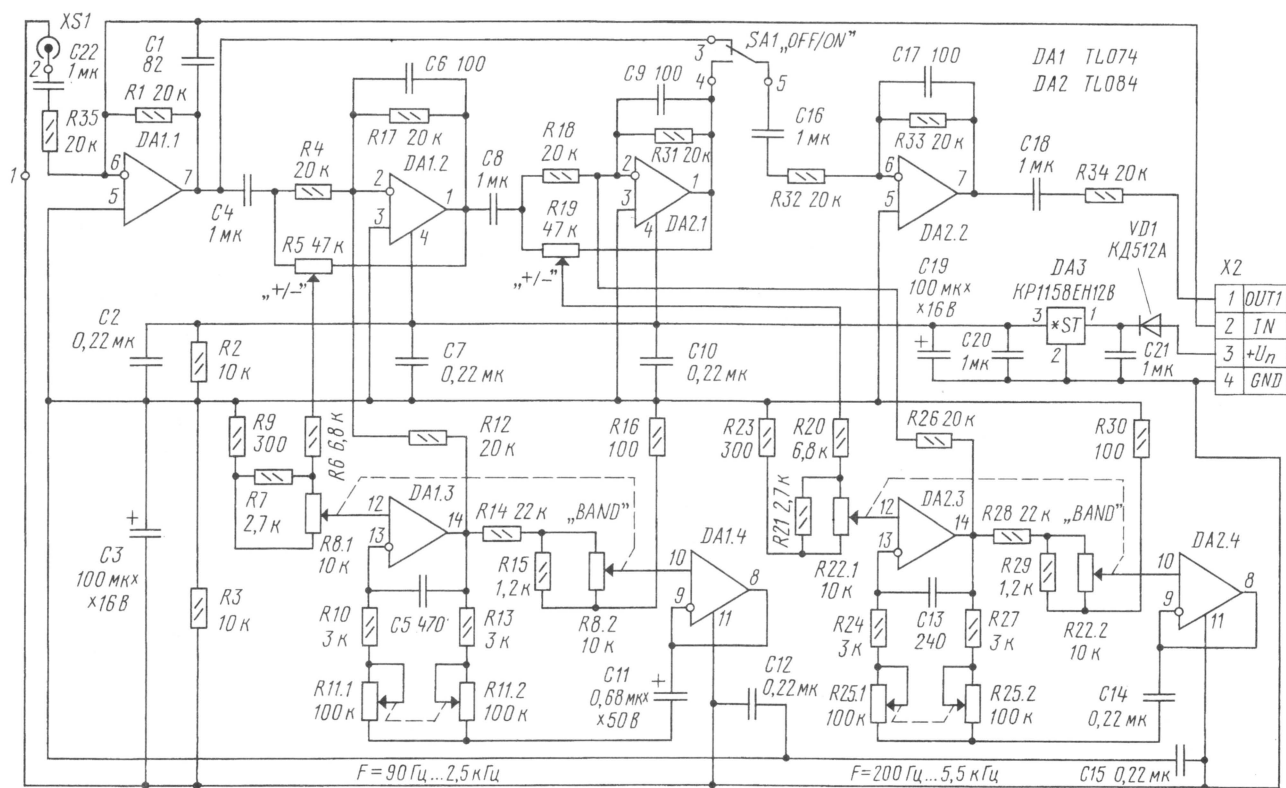 XS1
C22
2
1 мк
C1
82
R1 20 к
R35
20 к
DA1.1
6
5
7
1
C4
1 мк
R4
20 к
C6 100
R17 20 к
DA1.2
2
3
1
4
R5 47 к
„+/–”
C8
1 мк
R18
20 к
R19
47 к
„+/–”
C9 100
R31 20 к
2
3
1
4
DA2.1
SA1 „OFF/ON”
3
4
5
C16
1 мк
R32 20 к
C17 100
R33 20 к
6
5
7
DA2.2
DA1 TL074
DA2 TL084
C18
1 мк
R34 20 к
VD1
КД512А
DA3
КР1158ЕН12В
3
*ST
1
2
C19
100 мк×
×16 В
C20
1 мк
C21
1 мк
X2
1 OUT1
2 IN
3 +Uп
4 GND
C2
0,22 мк
R2
10 к
C7
0,22 мк
C10
0,22 мк
R9
300
R6 6,8 к
R7
2,7 к
R8.1
10 к
R12
20 к
DA1.3
12
13
14
R14 22 к
„BAND”
R15
1,2 к
R8.2
10 к
R16
100
DA1.4
10
9
8
11
R23
300
R20
6,8 к
R21 2,7 к
R22.1
10 к
R26 20 к
DA2.3
12
13
14
R28 22 к
„BAND”
R29
1,2 к
R22.2
10 к
R30
100
DA2.4
10
9
8
11
C3
100 мк×
×16 В
R3
10 к
R10
3 к
C5 470
R13
3 к
R11.1
100 к
R11.2
100 к
C11
0,68 мк×
×50 В
C12
0,22 мк
R24
3 к
C13
240
R27
3 к
R25.1
100 к
R25.2
100 к
C14
0,22 мк
F = 90 Гц...2,5 кГц
F = 200 Гц...5,5 кГц
C15 0,22 мк